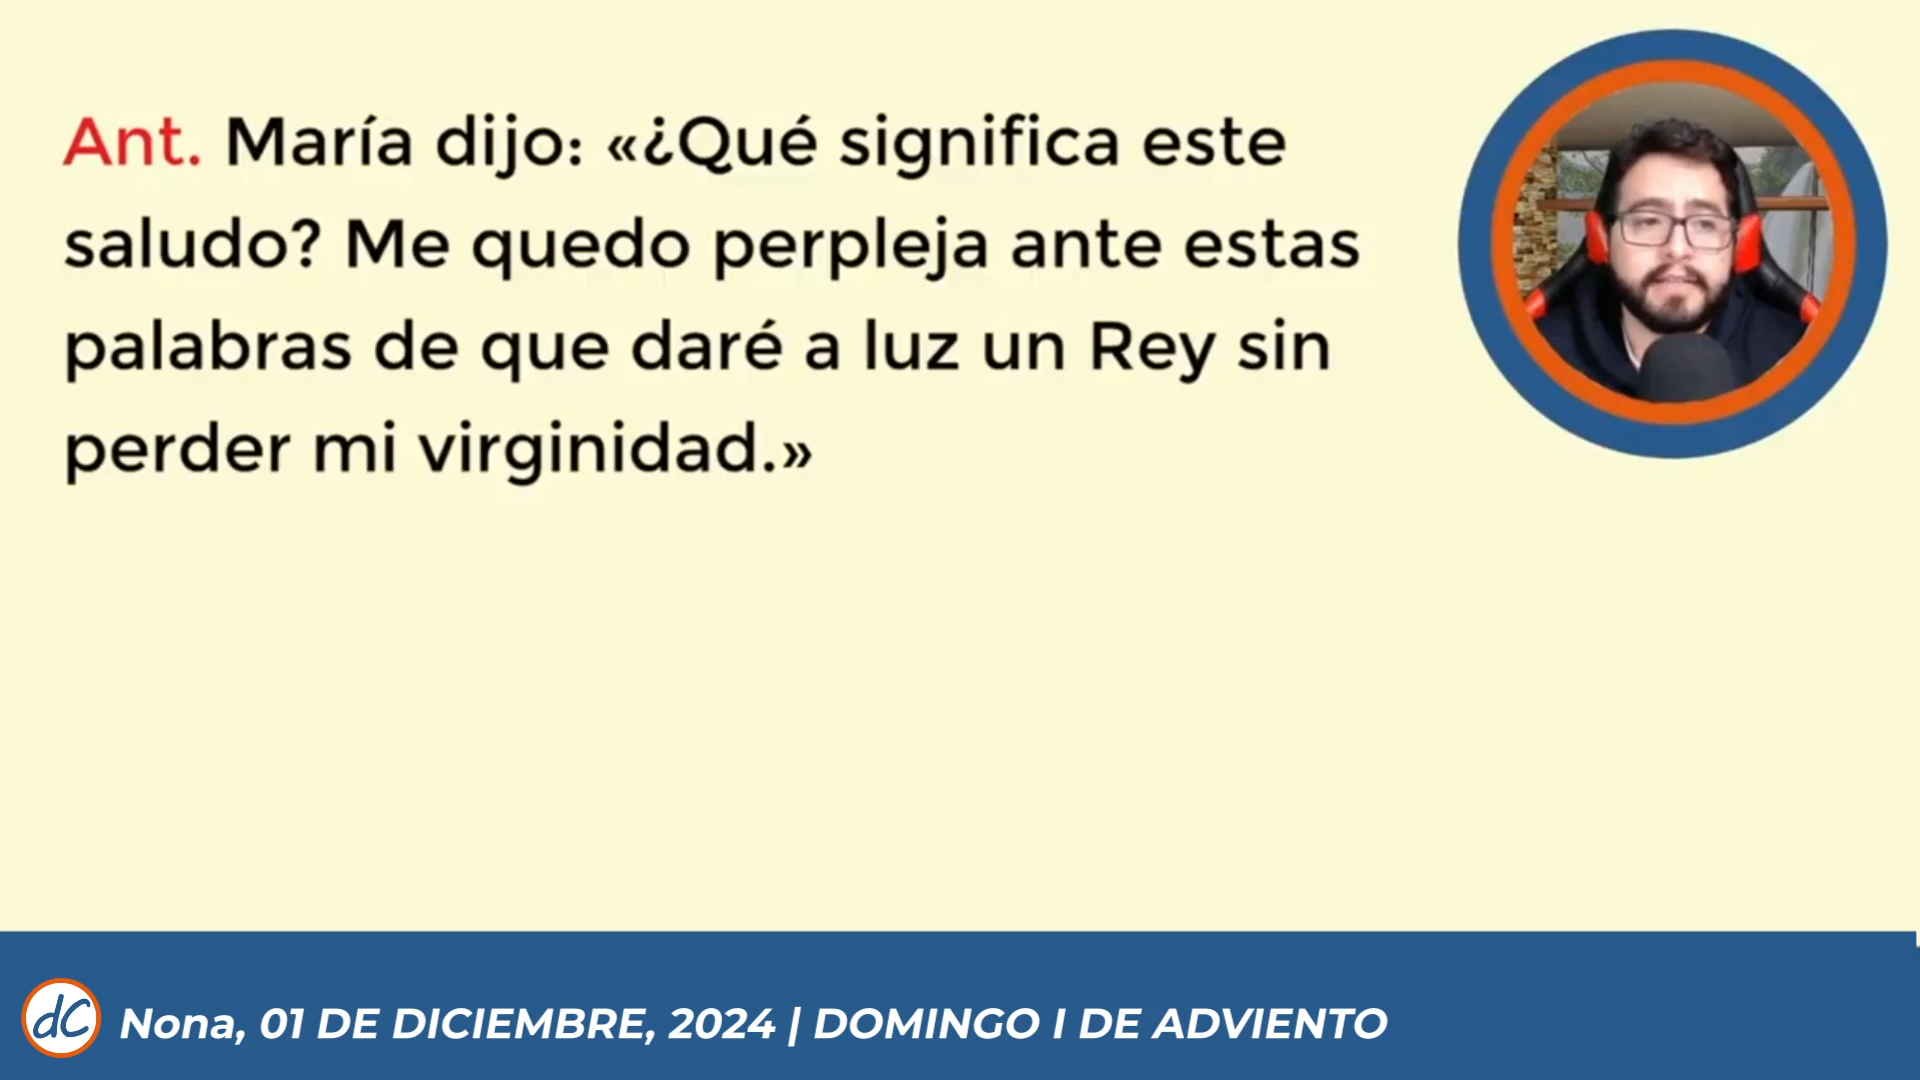 Ant. María dijo: «¿Qué significa este
saludo? Me quedo perpleja ante estas
palabras de que daré a luz un Rey sin
perder mi virginidad.»
dC
Nona, 01 DE DICIEMBRE, 2024 | DOMINGO I DE ADVIENTO